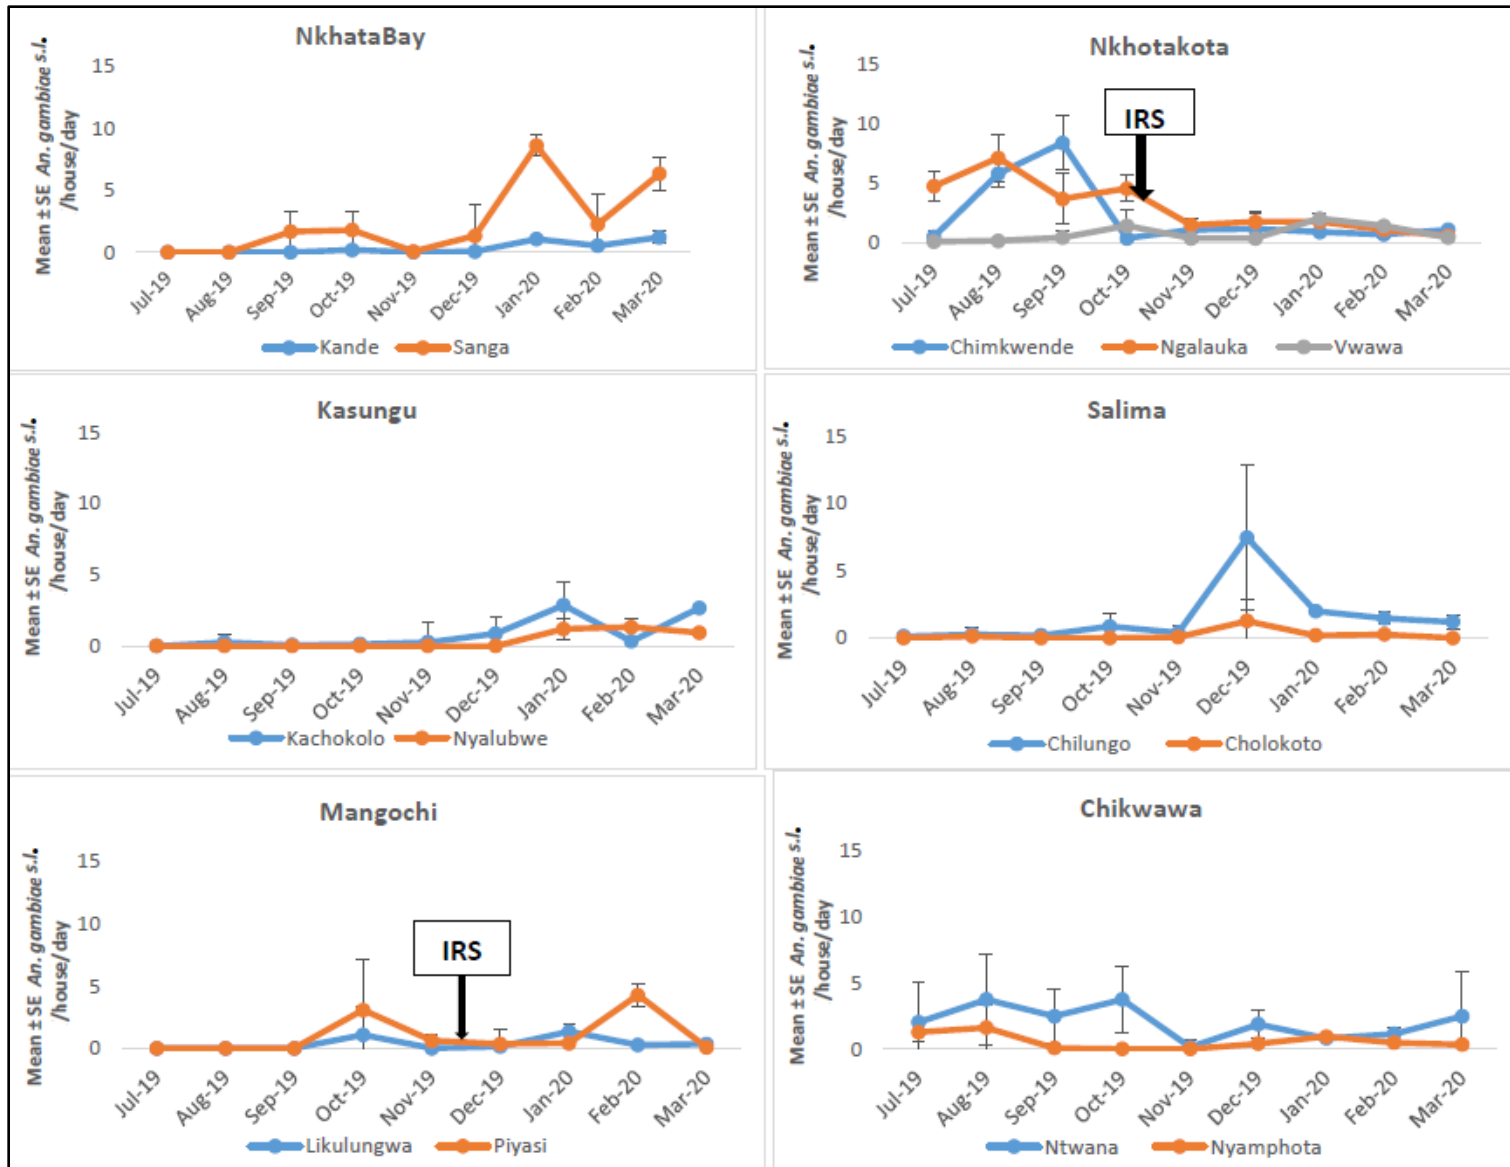 NkhataBay
Mean ± SE An. gambiae s.l.
/house/day
15
10
5
0
Jul-19
Aug-19
Sep-19
Oct-19
Nov-19
Dec-19
Jan-20
Feb-20
Mar-20
Kande Sanga
Nkhotakota
Mean ± SE An. gambiae s.l.
/house/day
15
10
5
0
IRS
Jul-19
Aug-19
Sep-19
Oct-19
Nov-19
Dec-19
Jan-20
Feb-20
Mar-20
Chimkwende Ngalauka Vwawa
Kasungu
Mean ± SE An. gambiae s.l.
/house/day
15
10
5
0
Jul-19
Aug-19
Sep-19
Oct-19
Nov-19
Dec-19
Jan-20
Feb-20
Mar-20
Kachokolo Nyalubwe
Salima
Mean ± SE An. gambiae s.l.
/house/day
15
10
5
0
Jul-19
Aug-19
Sep-19
Oct-19
Nov-19
Dec-19
Jan-20
Feb-20
Mar-20
Chilungo Cholokoto
Mangochi
Mean ± SE An. gambiae s.l.
/house/day
15
10
5
0
IRS
Jul-19
Aug-19
Sep-19
Oct-19
Nov-19
Dec-19
Jan-20
Feb-20
Mar-20
Likulungwa Piyasi
Chikwawa
Mean ± SE An. gambiae s.l.
/house/day
15
10
5
0
Jul-19
Aug-19
Sep-19
Oct-19
Nov-19
Dec-19
Jan-20
Feb-20
Mar-20
Ntwana Nyamphota